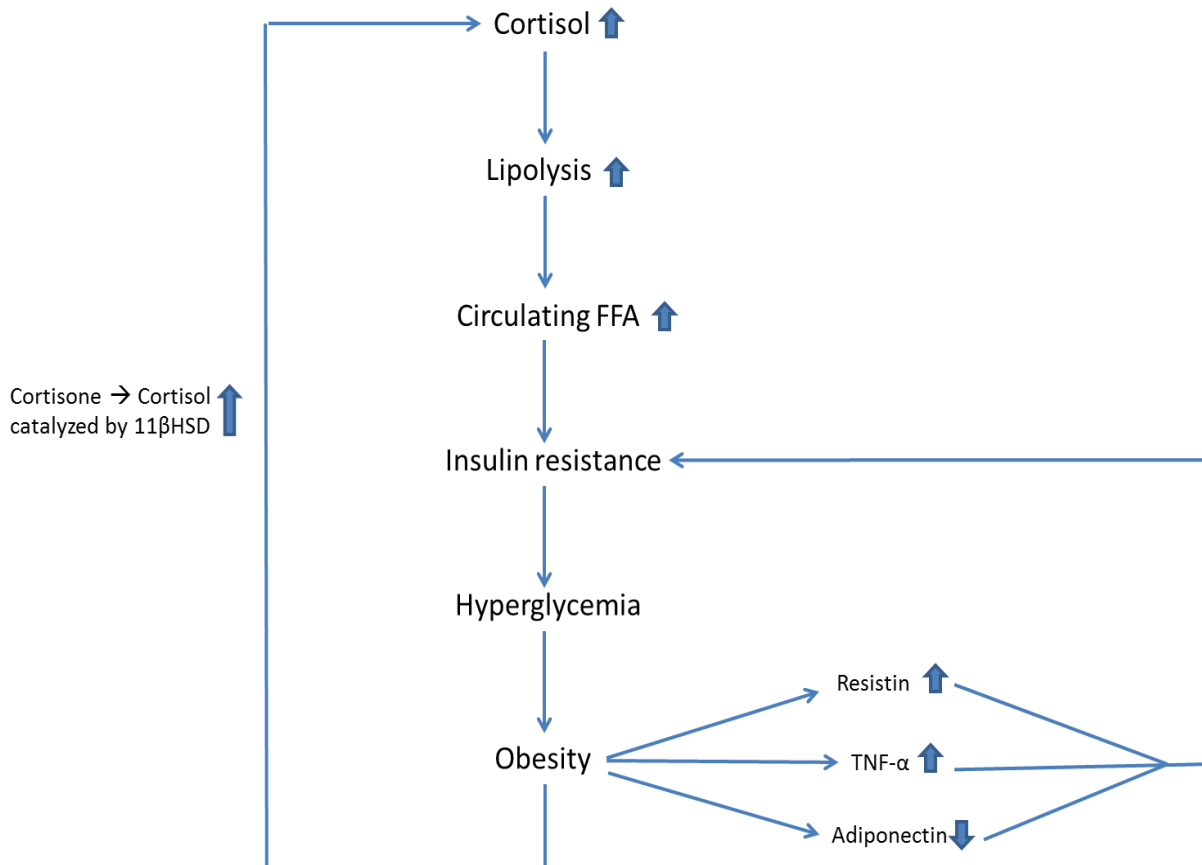 Cortisol
Lipolysis
Circulating FFA
Cortisone → Cortisol
catalyzed by 11βHSD
Insulin resistance
Hyperglycemia
Resistin
Obesity
TNF-α
Adiponectin